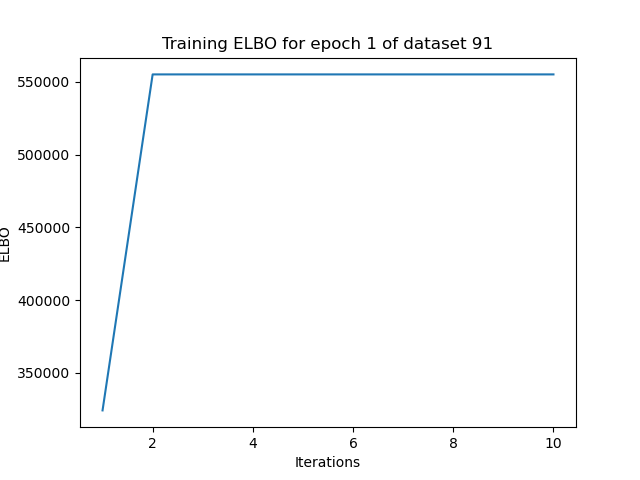 Training ELBO for epoch 1 of dataset 91
550000
500000
450000
400000
350000
ELBO
2 4 6 8 10
Iterations